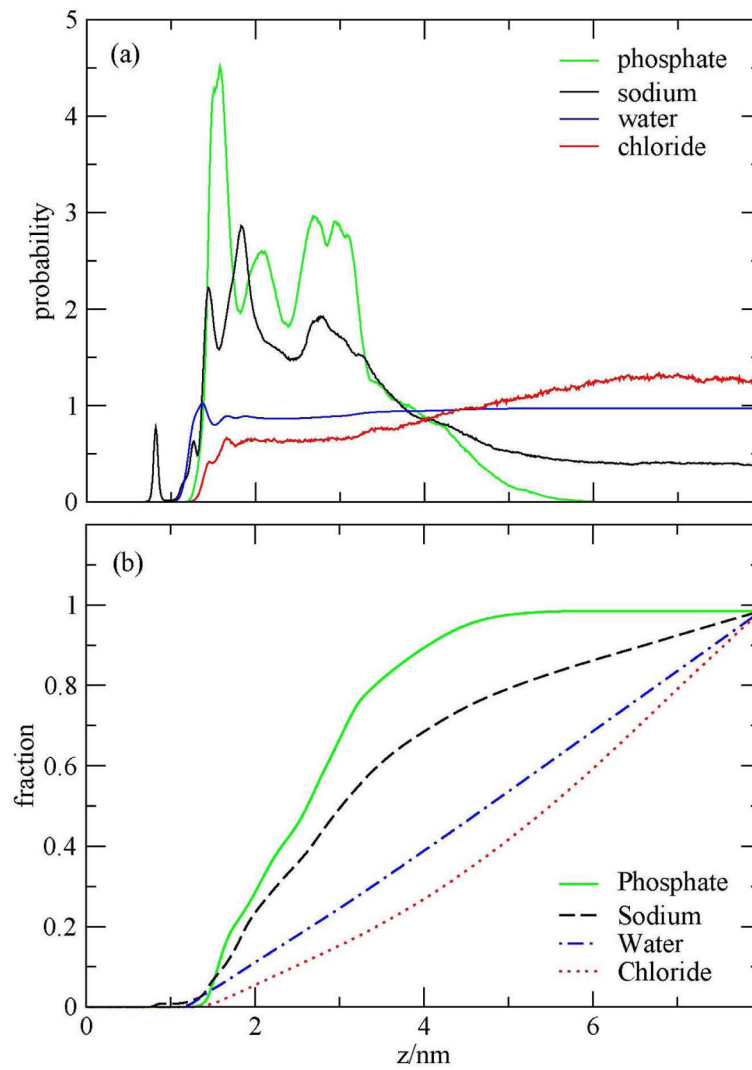 5
(a)
phosphate
sodium
water
chloride
4
3
probability
2
1
0
(b)
1
0.8
0.6
fraction
0.4
Phosphate
Sodium
Water
Chloride
0.2
0
0 2 4 6
z/nm